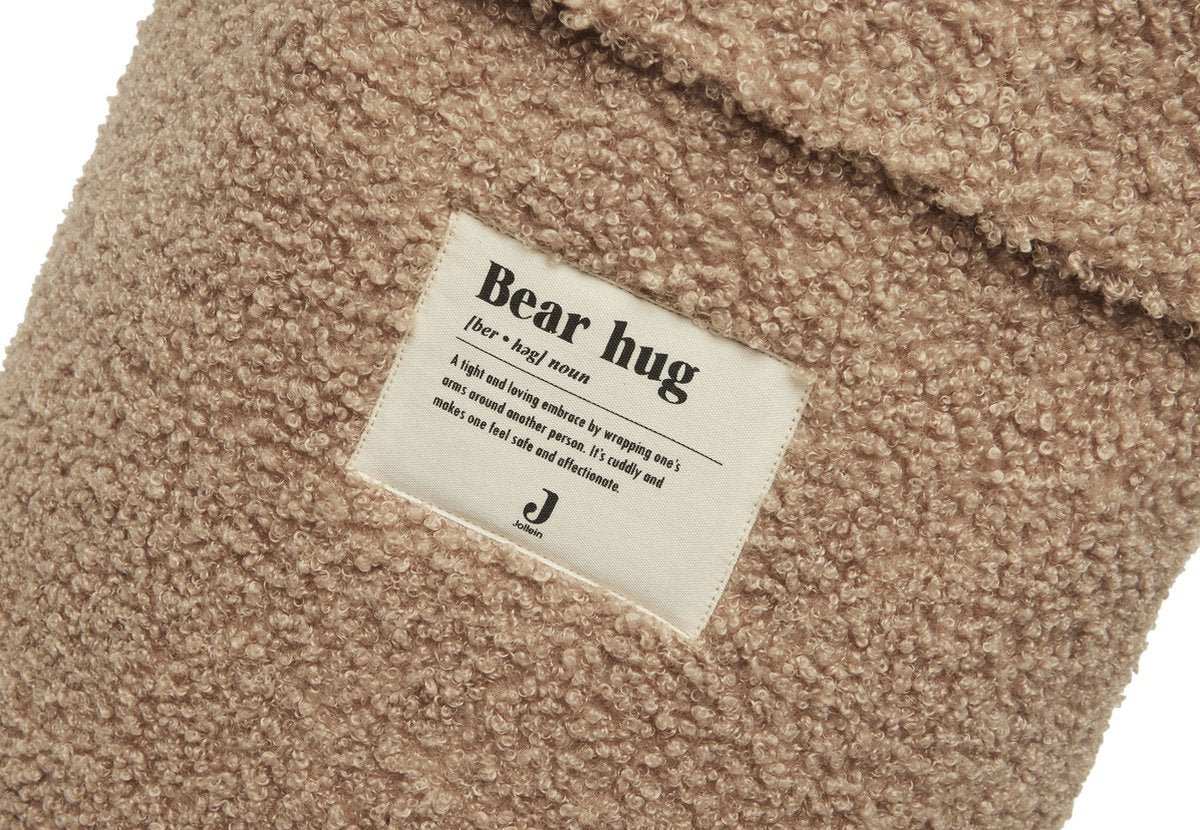 Bear hug
[ber • həg] noun
A tight and loving embrace by wrapping one's
arms around another person. It's cuddly and
makes one feel safe and affectionate.
J
Jollein